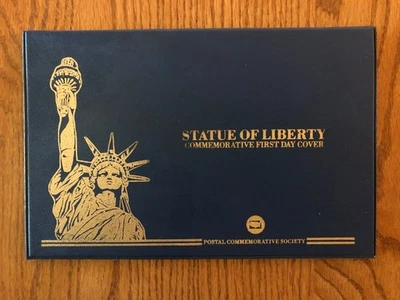 STATUE OF LIBERTY
COMMEMORATIVE FIRST DAY COVER
POSTAL COMMEMORATIVE SOCIETY